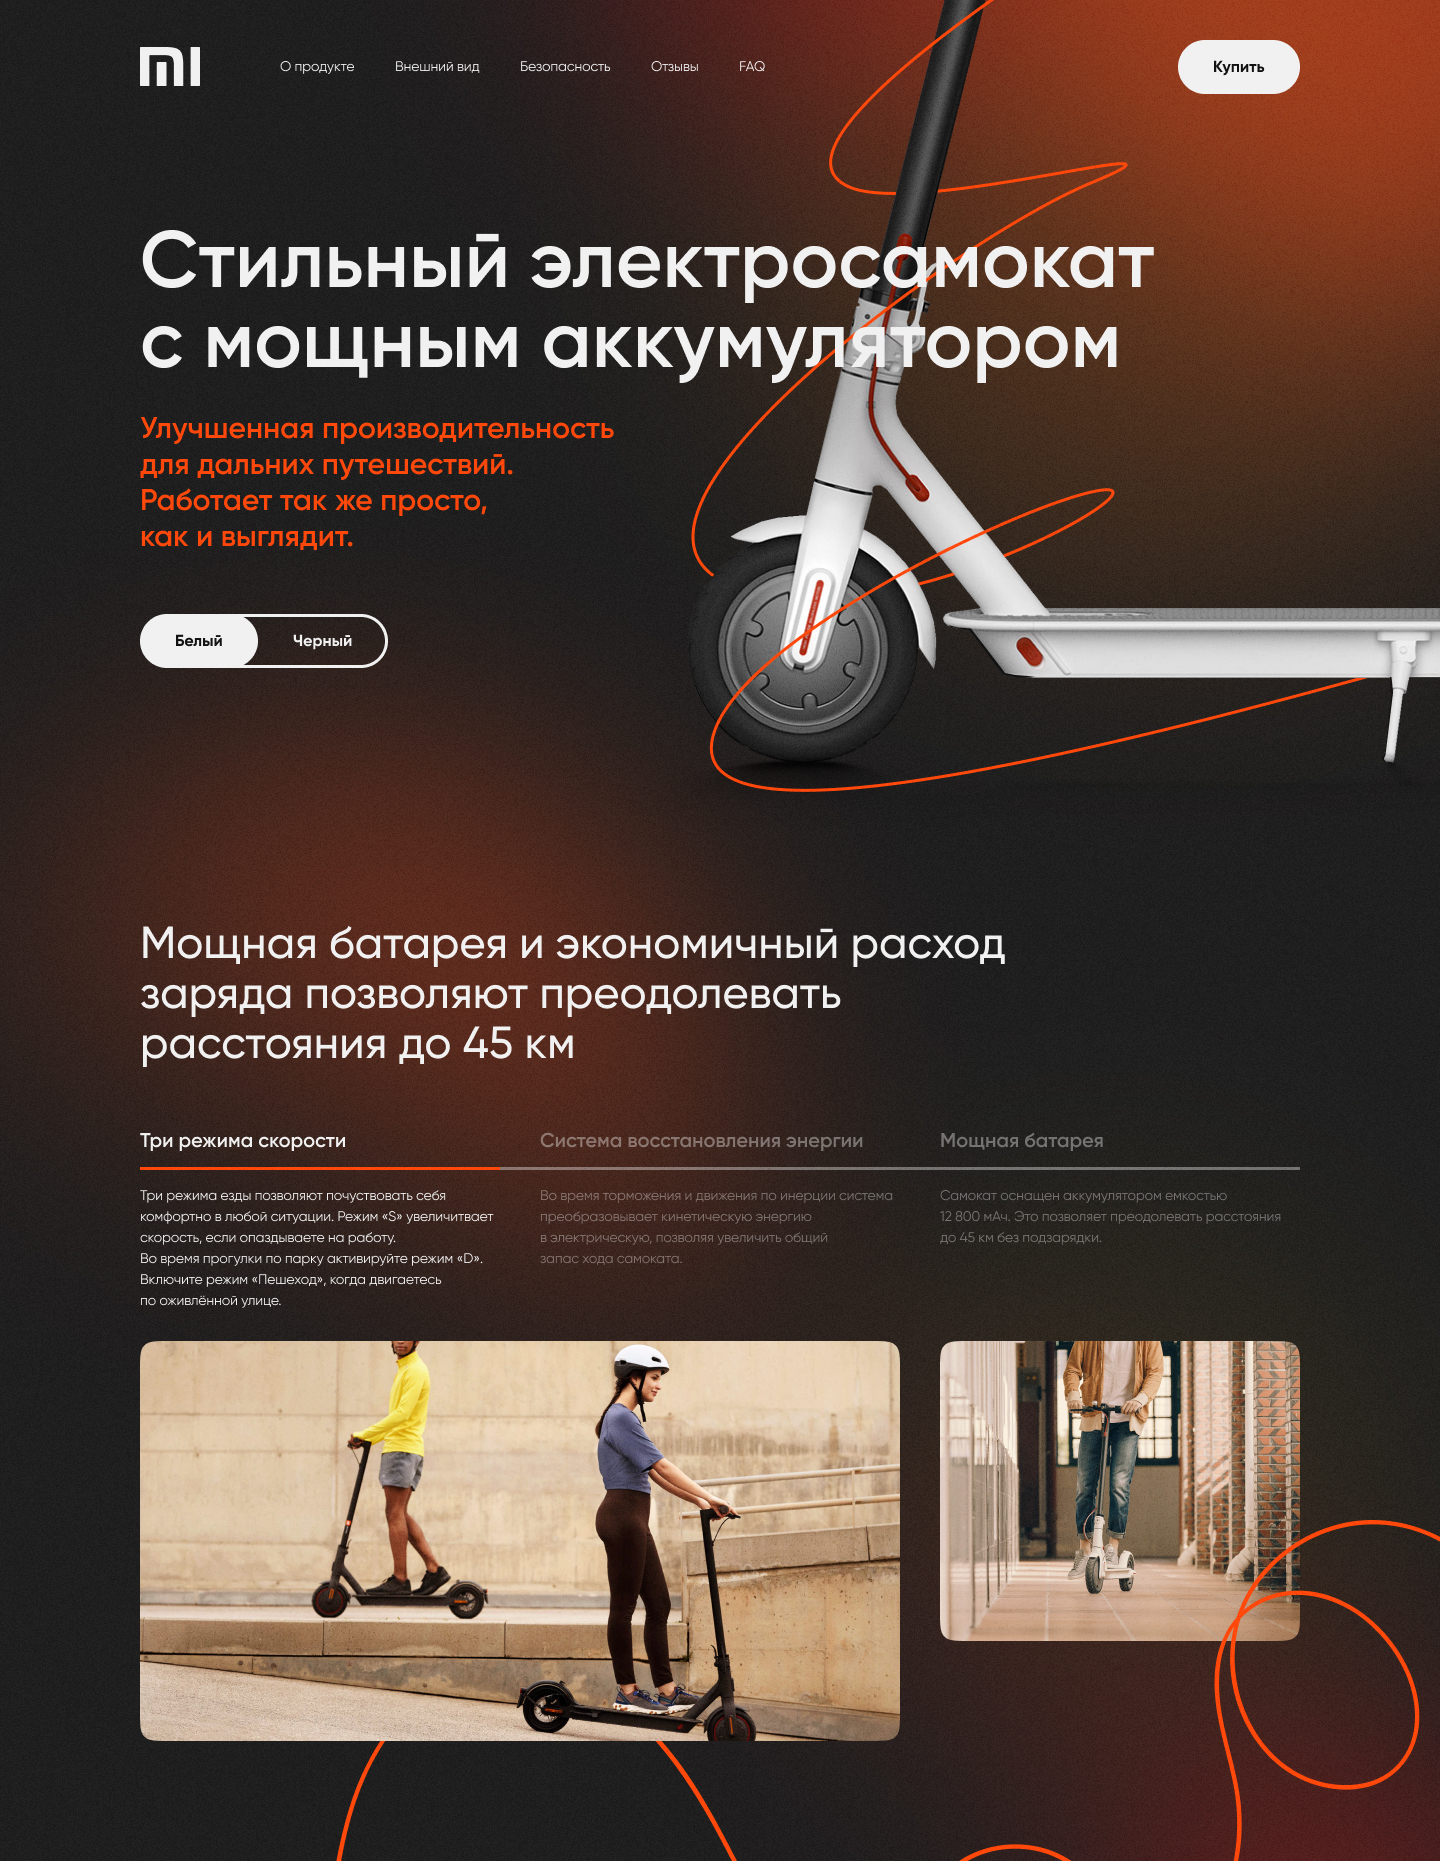 mi
О продукте
Внешний вид
Безопасность
Отзывы
FAQ
Купить
Стильный электросамокат
с мощным аккумулятором
Улучшенная производительность
для дальних путешествий.
Работает так же просто,
как и выглядит.
Белый
Черный
Мощная батарея и экономичный расход
заряда позволяют преодолевать
расстояния до 45 км
Три режима скорости
Три режима езды позволяют почуствовать себя
комфортно в любой ситуации. Режим «S» увеличитвает
скорость, если опаздываете на работу.
Во время прогулки по парку активируйте режим «D».
Включите режим «Пешеход», когда двигаетесь
по оживлённой улице.
Система восстановления энергии
Во время торможения и движения по инерции система
преобразовывает кинетическую энергию
в электрическую, позволяя увеличить общий
запас хода самоката.
Мощная батарея
Самокат оснащен аккумулятором емкостью
12 800 мАч. Это позволяет преодолевать расстояния
до 45 км без подзарядки.